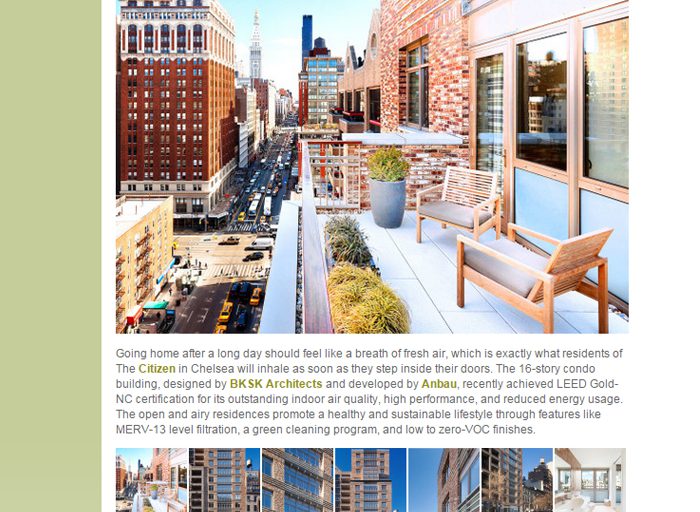 Going home after a long day should feel like a breath of fresh air, which is exactly what residents of
The Citizen in Chelsea will inhale as soon as they step inside their doors. The 16-story condo
building, designed by BKSK Architects and developed by Anbau, recently achieved LEED Gold-
NC certification for its outstanding indoor air quality, high performance, and reduced energy usage.
The open and airy residences promote a healthy and sustainable lifestyle through features like
MERV-13 level filtration, a green cleaning program, and low to zero-VOC finishes.